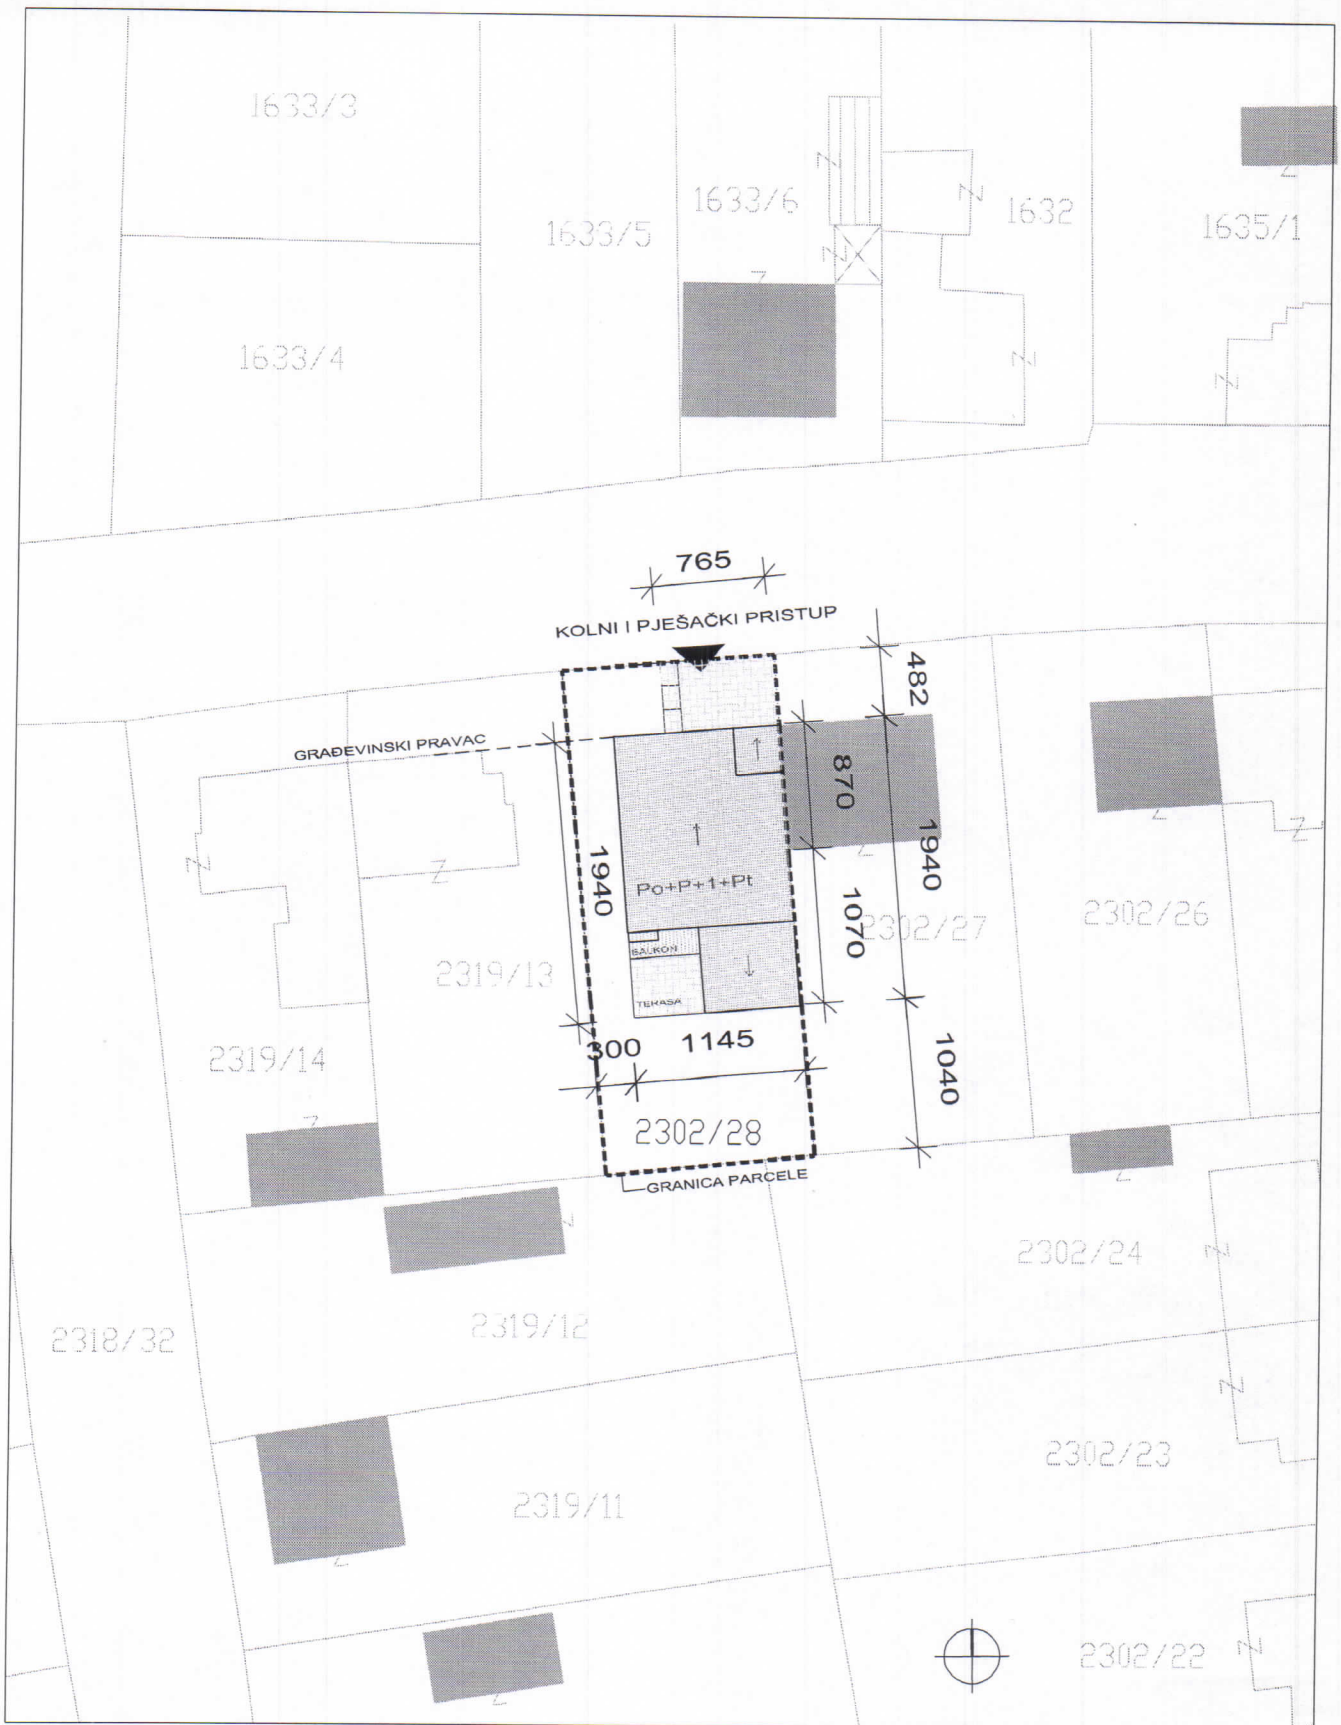 1633/3
1633/5
1633/6
1632
1635/1
1633/4
Z
Z
Z
Z
Z
Z
Z
765
KOLNI I PJEŠAČKI PRISTUP
482
GRAĐEVINSKI PRAVAC
870
1940
1940
Po+P+1+Pt
1070
2302/27
2302/26
BALKON
TERASA
2319/13
2319/14
300
1145
1040
2302/28
GRANICA PARCELE
Z
Z
Z
Z
Z
Z
Z
Z
2302/24
2318/32
2319/12
Z
Z
2302/23
2319/11
Z
2302/22
Z
Z